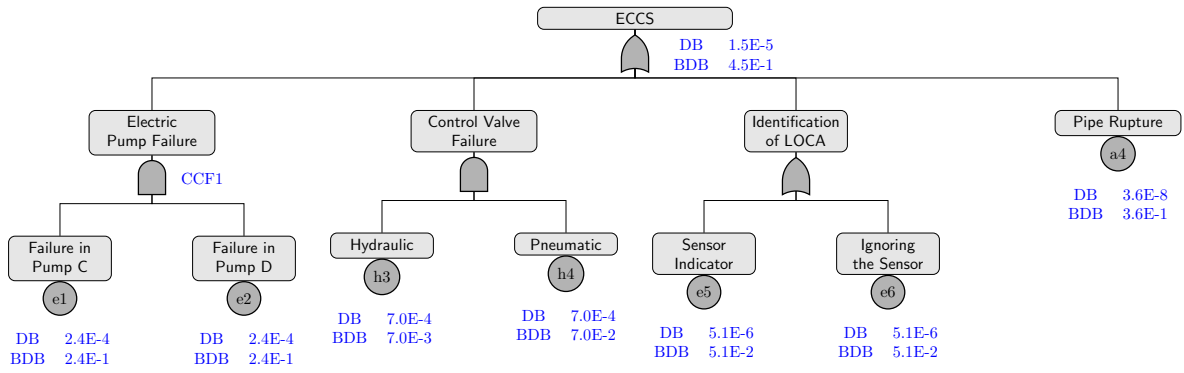 ECCS
DB 1.5E-5
BDB 4.5E-1
Electric
Pump Failure
CCF1
Control Valve
Failure
Identification
of LOCA
Pipe Rupture
a4
DB 3.6E-8
BDB 3.6E-1
Failure in
Pump C
e1
DB 2.4E-4
BDB 2.4E-1
Failure in
Pump D
e2
DB 2.4E-4
BDB 2.4E-1
Hydraulic
h3
DB 7.0E-4
BDB 7.0E-3
Pneumatic
h4
DB 7.0E-4
BDB 7.0E-2
Sensor
Indicator
e5
DB 5.1E-6
BDB 5.1E-2
Ignoring
the Sensor
e6
DB 5.1E-6
BDB 5.1E-2